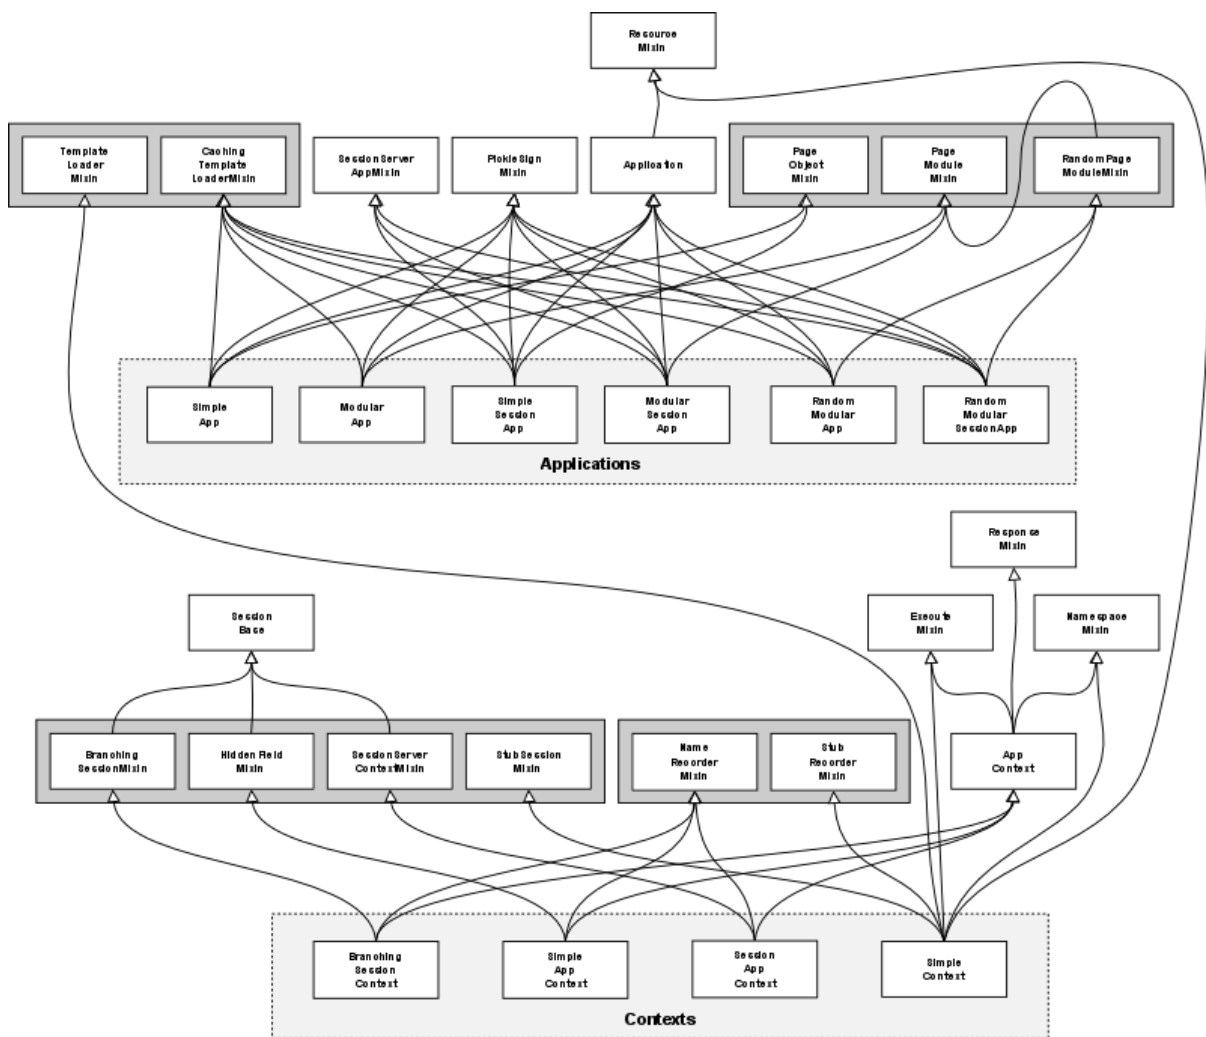 Resource
Mixin
Template
Loader
Mixin
Caching
Template
LoaderMixin
SessionServer
AppMixin
PickleSign
Mixin
Application
Page
Object
Mixin
Page
Module
Mixin
RandomPage
ModuleMixin
Simple
App
Modular
App
Simple
Session
App
Modular
Session
App
Random
Modular
App
Random
Modular
SessionApp
Applications
Response
Mixin
Session
Base
Execute
Mixin
Namespace
Mixin
Branching
SessionMixin
Hidden Field
Mixin
SessionServer
ContextMixin
StubSession
Mixin
Name
Recorder
Mixin
Stub
Recorder
Mixin
App
Context
Branching
Session
Context
Simple
App
Context
Session
App
Context
Simple
Context
Contexts